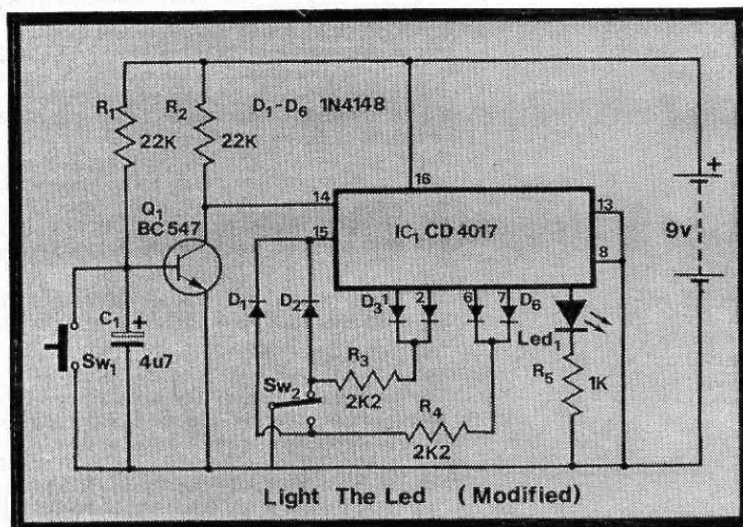 R1
22K
R2
22K
D1-D6 1N4148
16
Q1
BC547
14
15
IC1 CD 4017
13
8
+
9v
D1
D2
D3
1
2
6
7
D6
Led1
C1
+
4u7
Sw1
R3
2K2
Sw2
R4
2K2
R5
1K
Light The Led (Modified)